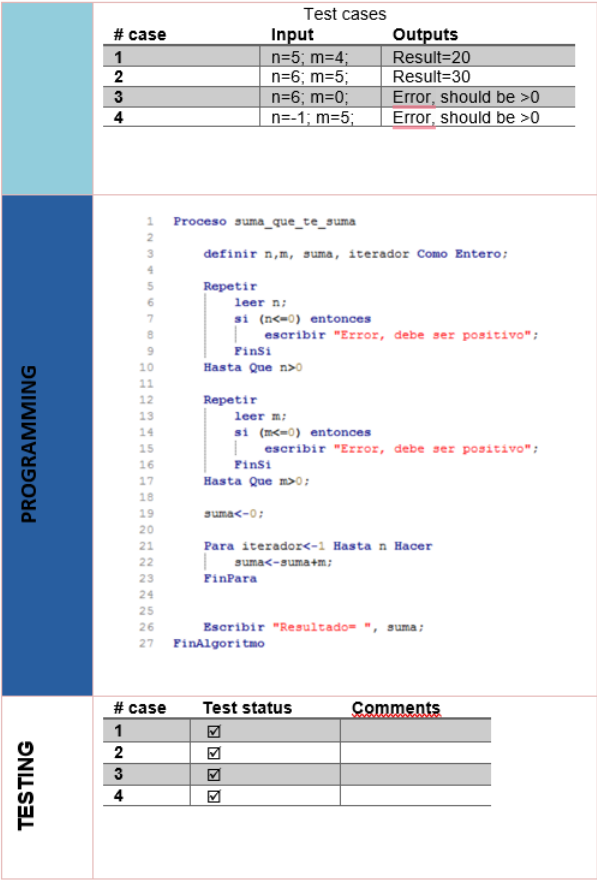 Test cases
# case Input Outputs
1 n=5; m=4; Result=20
2 n=6; m=5; Result=30
3 n=6; m=0; Error, should be >0
4 n=-1; m=5; Error, should be >0
PROGRAMMING
1 Proceso suma_que_te_suma
2
3 definir n,m, suma, iterador Como Entero;
4
5 Repetir
6 leer n;
7 si (n<=0) entonces
8 escribir "Error, debe ser positivo";
9 FinSi
10 Hasta Que n>0
11
12 Repetir
13 leer m;
14 si (m<=0) entonces
15 escribir "Error, debe ser positivo";
16 FinSi
17 Hasta Que m>0;
18
19 suma<-0;
20
21 Para iterador<-1 Hasta n Hacer
22 suma<-suma+m;
23 FinPara
24
25
26 Escribir "Resultado= ", suma;
27 FinAlgoritmo
TESTING
# case Test status Comments
1 ☑
2 ☑
3 ☑
4 ☑